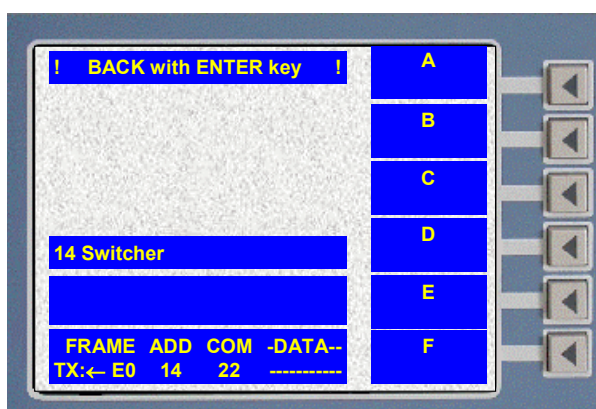 ! BACK with ENTER key !
A
B
C
14 Switcher
D
E
FRAME ADD COM -DATA--
TX:← E0 14 22 -----------
F